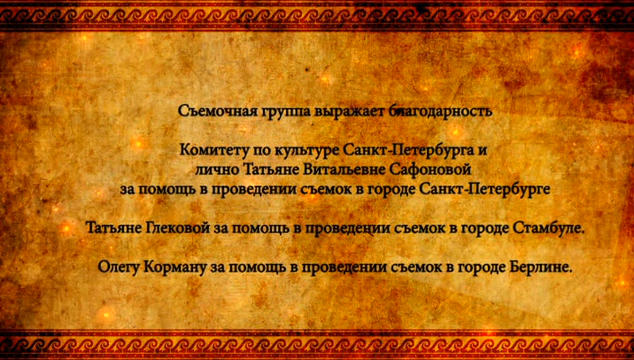 Съемочная группа выражает благодарность
Комитету по культуре Санкт-Петербурга и
лично Татьяне Витальевне Сафоновой
за помощь в проведении съемок в городе Санкт-Петербурге
Татьяне Глековой за помощь в проведении съемок в городе Стамбуле.
Олегу Корману за помощь в проведении съемок в городе Берлине.